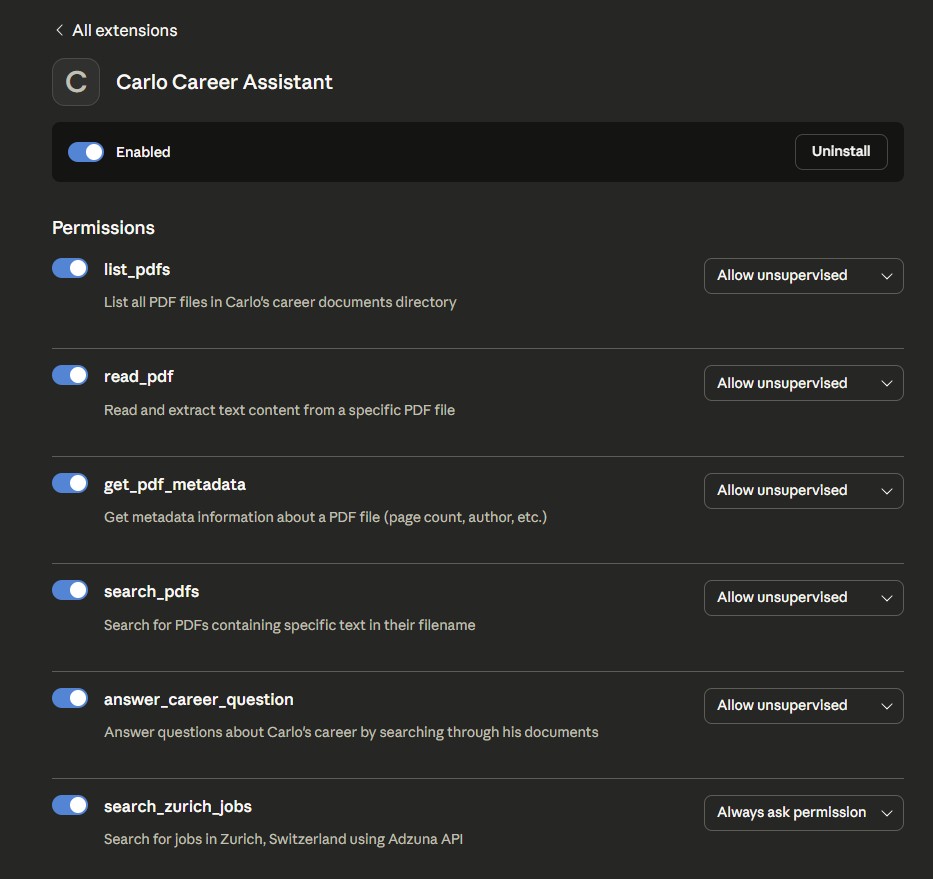 All extensions
C
Carlo Career Assistant
Enabled
Uninstall
Permissions
list_pdfs
Allow unsupervised
List all PDF files in Carlo's career documents directory
read_pdf
Allow unsupervised
Read and extract text content from a specific PDF file
get_pdf_metadata
Allow unsupervised
Get metadata information about a PDF file (page count, author, etc.)
search_pdfs
Allow unsupervised
Search for PDFs containing specific text in their filename
answer_career_question
Allow unsupervised
Answer questions about Carlo's career by searching through his documents
search_zurich_jobs
Always ask permission
Search for jobs in Zurich, Switzerland using Adzuna API